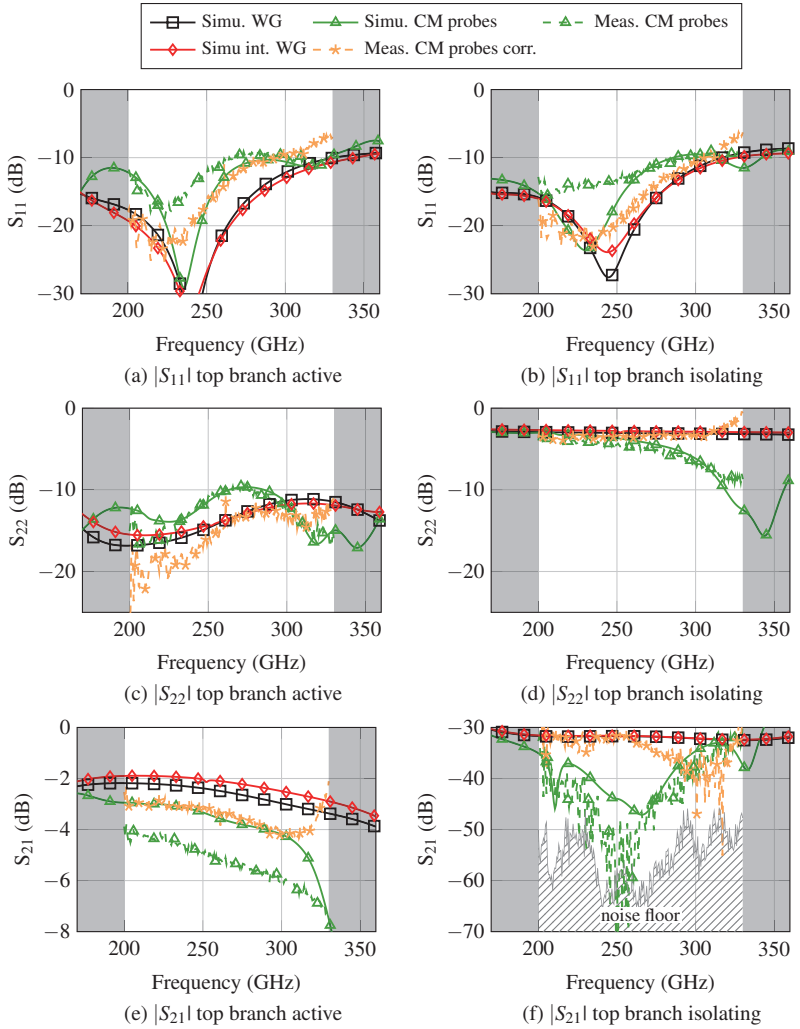 Simu. WG
Simu. CM probes
Meas. CM probes
Simu int. WG
Meas. CM probes corr.
0
−10
−20
−30
S11 (dB)
200 250 300 350
Frequency (GHz)
(a) |S11| top branch active
0
−10
−20
−30
S11 (dB)
200 250 300 350
Frequency (GHz)
(b) |S11| top branch isolating
0
−10
−20
S22 (dB)
200 250 300 350
Frequency (GHz)
(c) |S22| top branch active
0
−10
−20
S22 (dB)
200 250 300 350
Frequency (GHz)
(d) |S22| top branch isolating
0
−2
−4
−6
−8
S21 (dB)
200 250 300 350
Frequency (GHz)
(e) |S21| top branch active
−30
−40
−50
−60
−70
S21 (dB)
noise floor
200 250 300 350
Frequency (GHz)
(f) |S21| top branch isolating